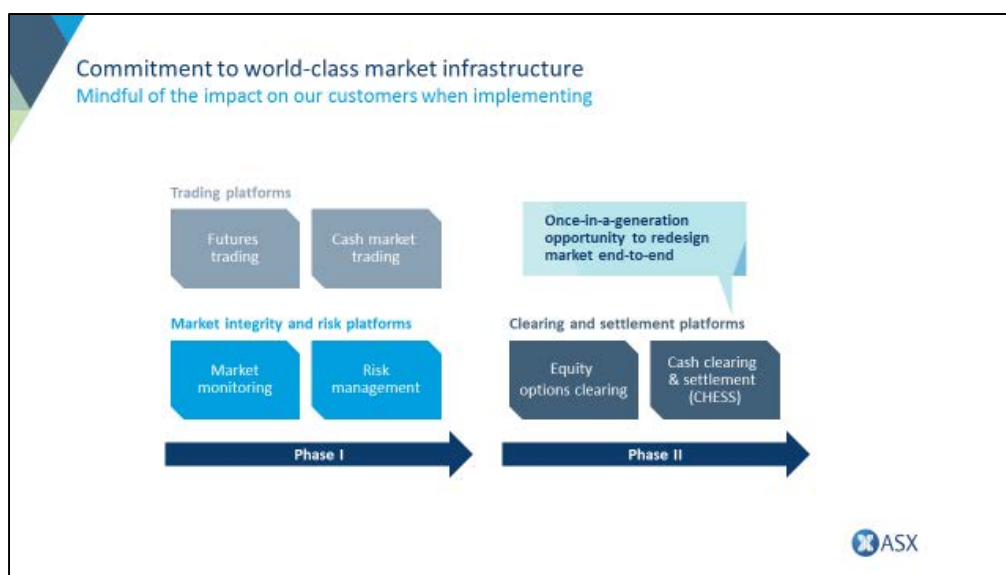 Commitment to world-class market infrastructure
Mindful of the impact on our customers when implementing
Trading platforms
Futures
trading
Cash market
trading
Once-in-a-generation
opportunity to redesign
market end-to-end
Market integrity and risk platforms
Market
monitoring
Risk
management
Clearing and settlement platforms
Equity
options clearing
Cash clearing
& settlement
(CHESS)
Phase I
Phase II
ASX